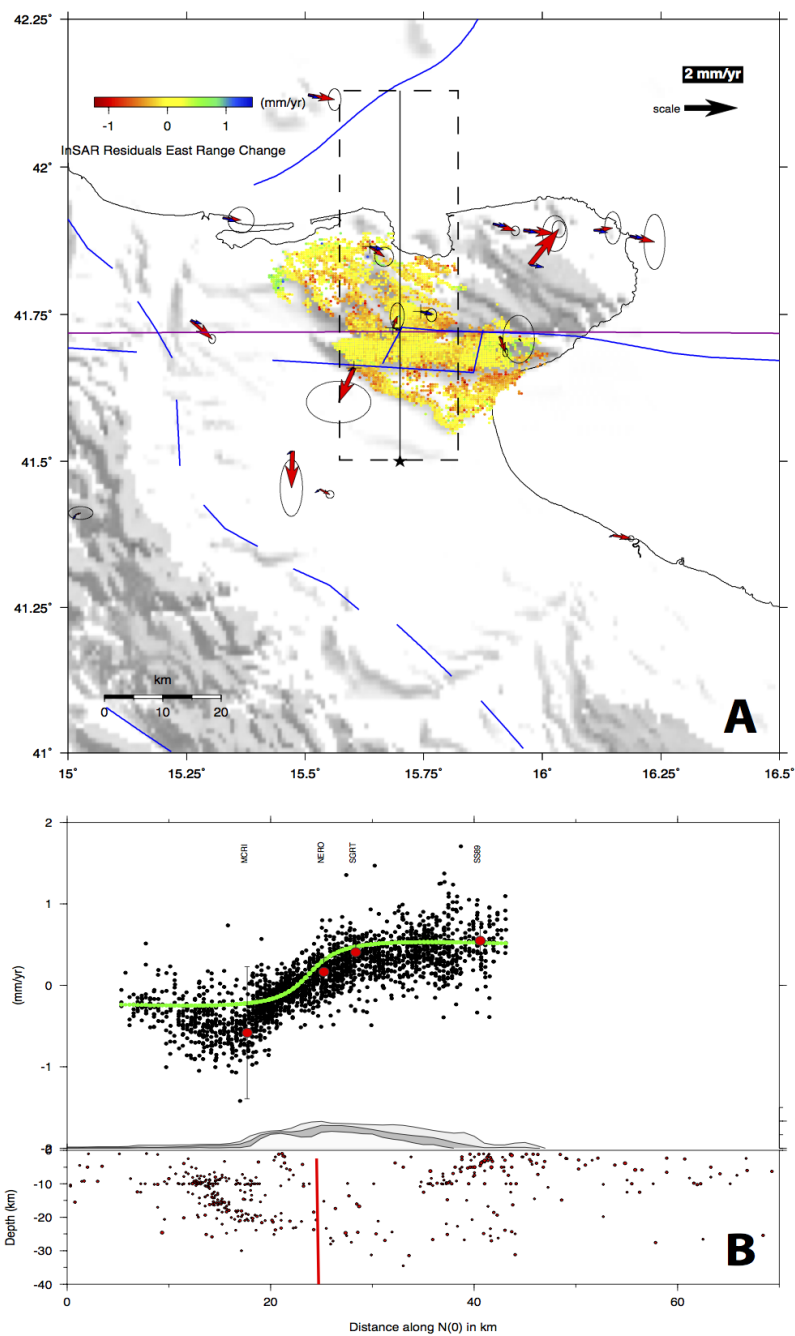 42.25˚
2 mm/yr
scale
(mm/yr)
-1 0 1
InSAR Residuals East Range Change
42˚
41.75˚
41.5˚
41.25˚
km
0 10 20
A
41˚
15˚ 15.25˚ 15.5˚ 15.75˚ 16˚ 16.25˚ 16.5˚
2
MCRI NERO SGRT SS89
1
(mm/yr)
0
-1
-10
Depth (km)
-20
-30
B
-40
0 20 40 60
Distance along N(0) in km